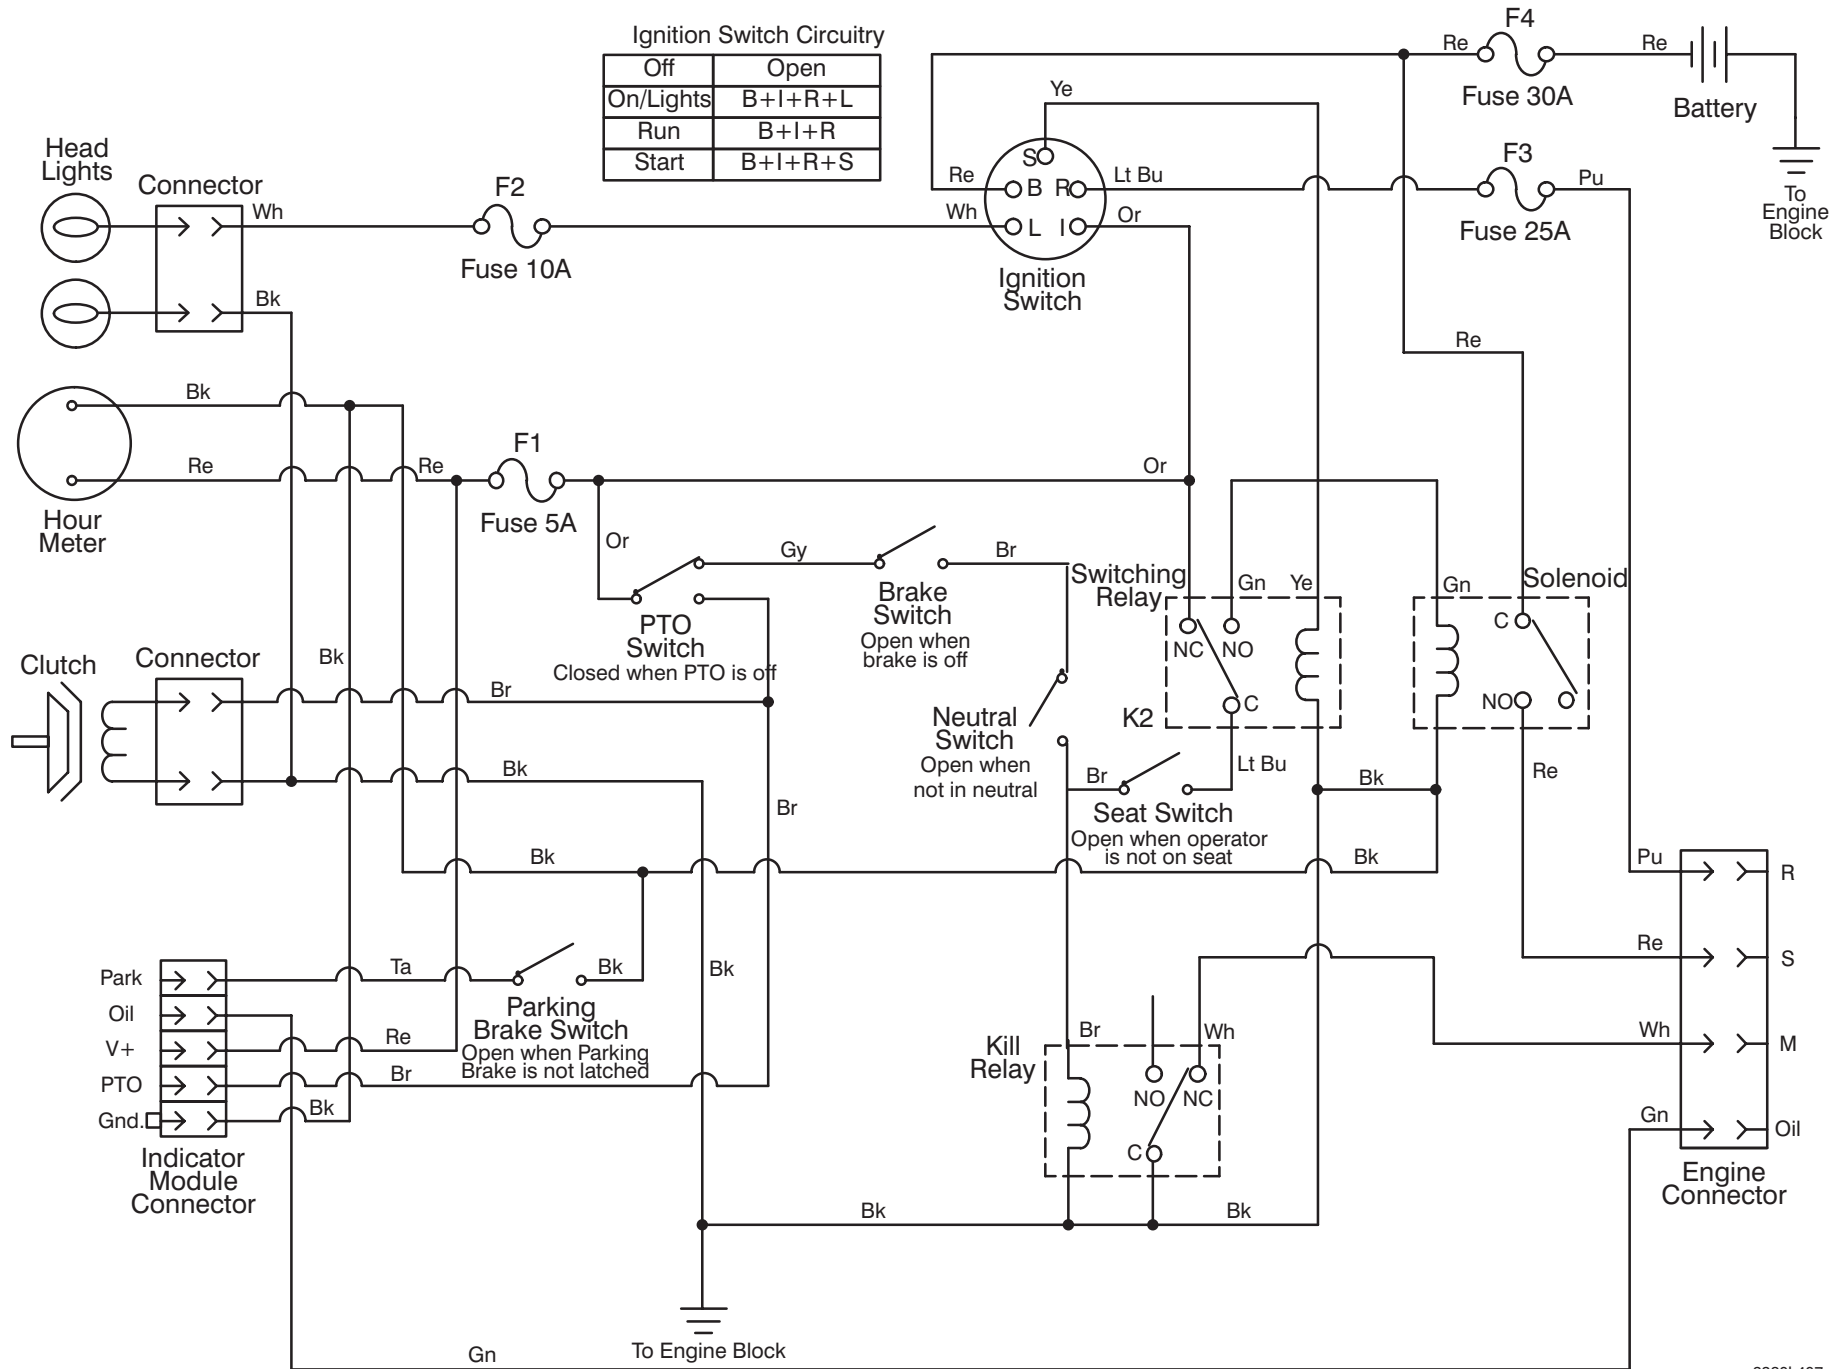 Ignition Switch Circuitry
Off Open
On/Lights B+I+R+L
Run B+I+R
Start B+I+R+S
F4
Re Re
Fuse 30A
Battery
To
Engine
Block
Ye
S
Re B R Lt Bu
Wh L I Or
Ignition
Switch
F3
Pu
Fuse 25A
Head
Lights
Connector
Wh
F2
Fuse 10A
Bk
Re
Bk
Re Re
Hour
Meter
F1
Fuse 5A
Or
Or
PTO
Switch
Closed when PTO is off
Gy
Brake
Switch
Open when
brake is off
Br
Switching
Relay
Gn Ye
NC NO
C
K2
Lt Bu
Gn
Solenoid
C
NO
Re
Clutch
Connector
Bk
Br
Bk
Br
Neutral
Switch
Open when
not in neutral
Br
Seat Switch
Open when operator
is not on seat
Bk
Bk
Bk
Park
Oil
V+
PTO
Gnd.
Indicator
Module
Connector
Ta
Bk
Parking
Brake Switch
Open when Parking
Brake is not latched
Re
Br
Bk
Bk
Kill
Relay
Br
Wh
NO NC
C
Bk
Bk
Pu R
Re S
Wh M
Gn Oil
Engine
Connector
To Engine Block
Gn